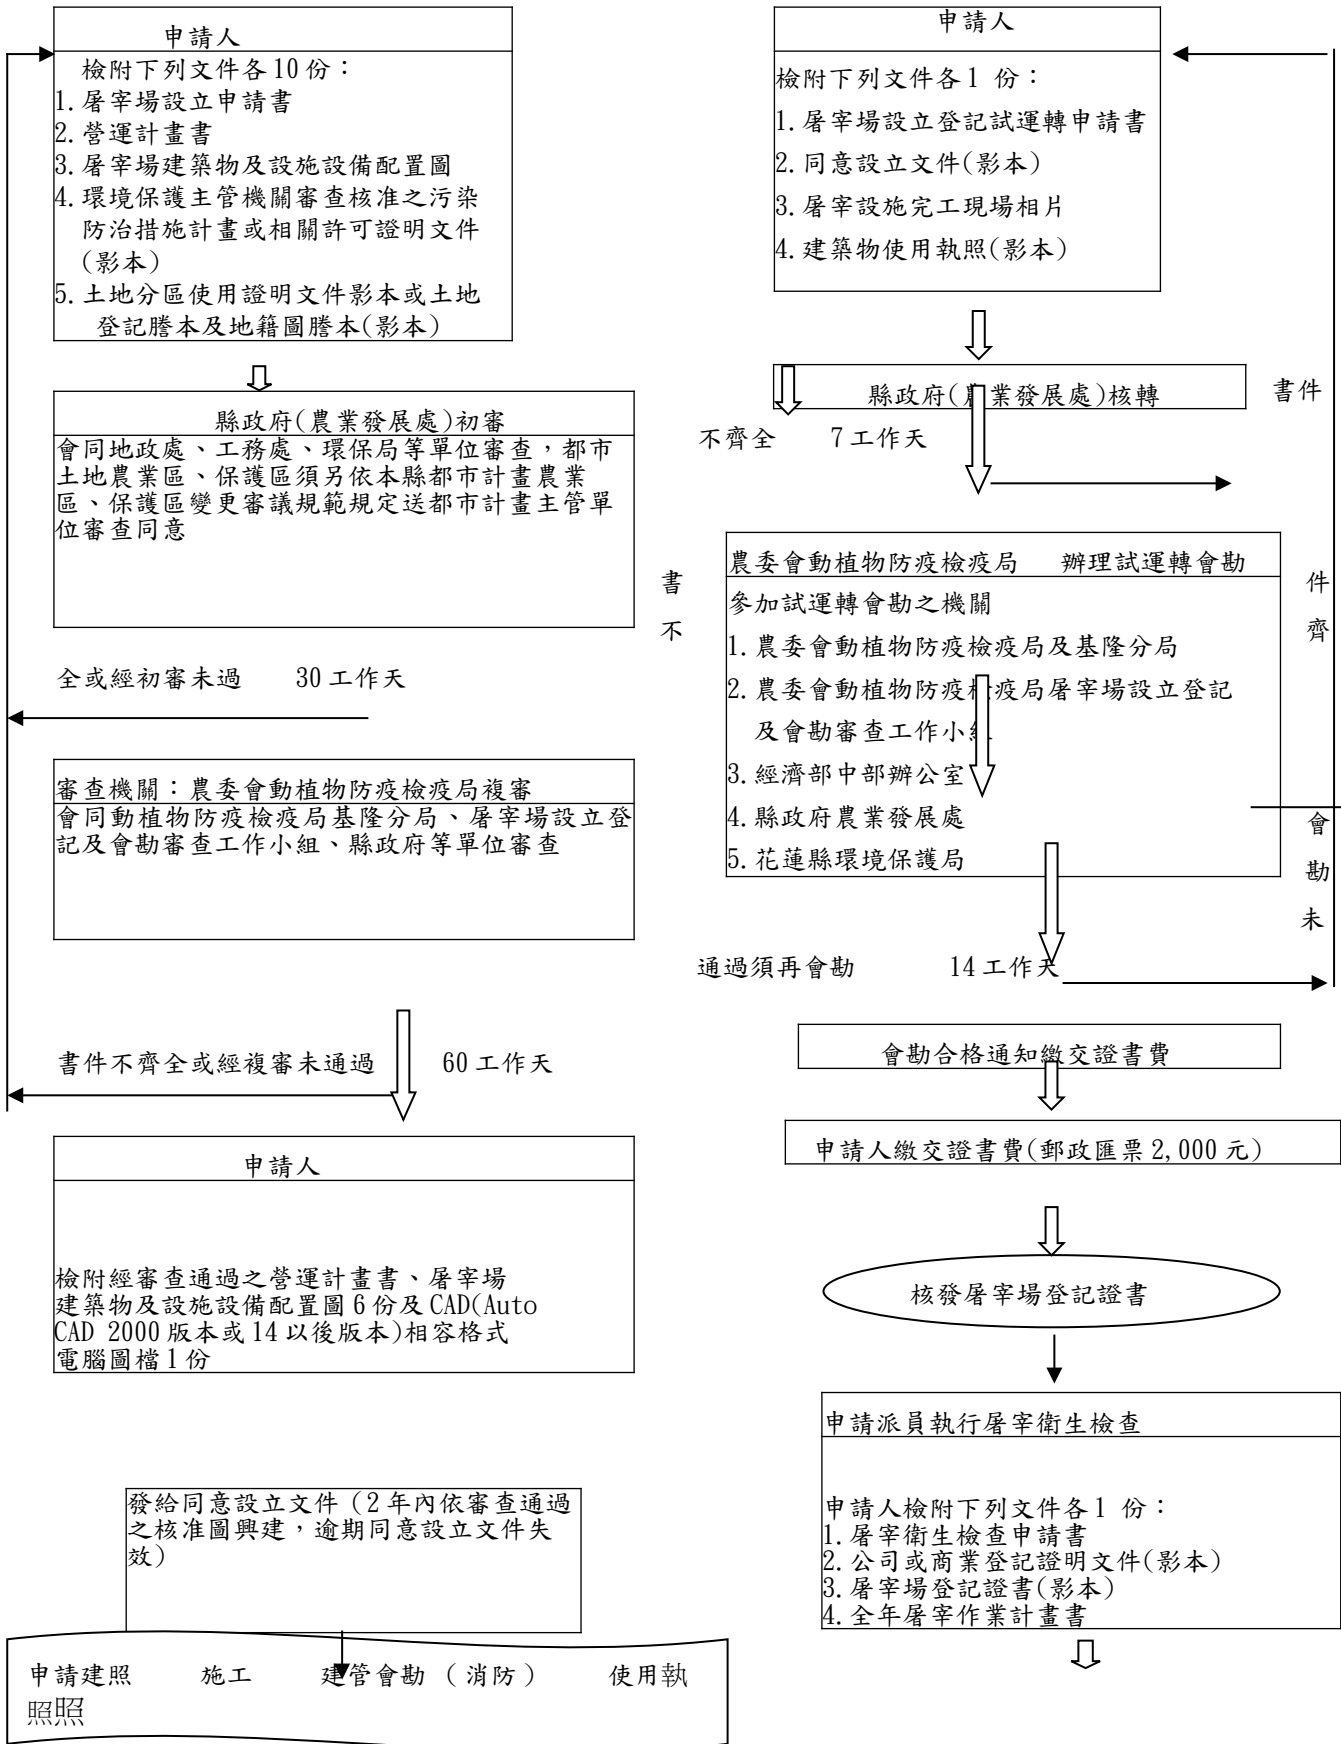 申請人
檢附下列文件各10份：
1.屠宰場設立申請書
2.營運計畫書
3.屠宰場建築物及設施設備配置圖
4.環境保護主管機關審查核准之污染
防治措施計畫或相關許可證明文件
(影本)
5.土地分區使用證明文件影本或土地
登記謄本及地籍圖謄本(影本)
縣政府(農業發展處)初審
會同地政處、工務處、環保局等單位審查，都市
土地農業區、保護區須另依本縣都市計畫農業
區、保護區變更審議規範規定送都市計畫主管單
位審查同意
書
不
全或經初審未過 30工作天
審查機關：農委會動植物防疫檢疫局複審
會同動植物防疫檢疫局基隆分局、屠宰場設立登
記及會勘審查工作小組、縣政府等單位審查
書件不齊全或經複審未通過 60工作天
申請人
檢附經審查通過之營運計畫書、屠宰場
建築物及設施設備配置圖6份及CAD(Auto
CAD 2000版本或14以後版本)相容格式
電腦圖檔1份
發給同意設立文件（2年內依審查通過
之核准圖興建，逾期同意設立文件失
效）
申請建照 施工 建管會勘（消防） 使用執
照照
申請人
檢附下列文件各1 份：
1.屠宰場設立登記試運轉申請書
2.同意設立文件(影本)
3.屠宰設施完工現場相片
4.建築物使用執照(影本)
縣政府(農業發展處)核轉 書件
不齊全 7工作天
農委會動植物防疫檢疫局 辦理試運轉會勘
參加試運轉會勘之機關
1.農委會動植物防疫檢疫局及基隆分局
2.農委會動植物防疫檢疫局屠宰場設立登記
及會勘審查工作小組
3.經濟部中部辦公室
4.縣政府農業發展處
5.花蓮縣環境保護局
件
齊
會
勘
未
通過須再會勘 14工作天
會勘合格通知繳交證書費
申請人繳交證書費(郵政匯票2,000元)
核發屠宰場登記證書
申請派員執行屠宰衛生檢查
申請人檢附下列文件各1 份：
1.屠宰衛生檢查申請書
2.公司或商業登記證明文件(影本)
3.屠宰場登記證書(影本)
4.全年屠宰作業計畫書